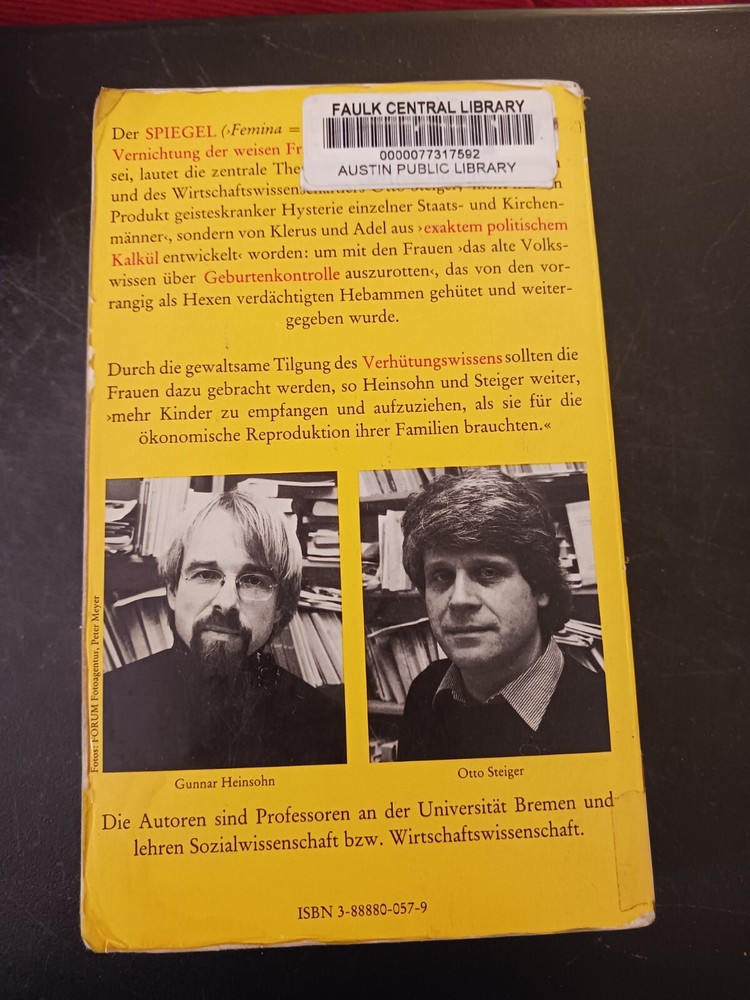 Der SPIEGEL (›Femina =
FAULK CENTRAL LIBRARY
0000077317592
AUSTIN PUBLIC LIBRARY
Vernichtung der weisen
sei, lautet die zentrale
und des
Produkt geisteskranker Hysterie einzelner Staats- und Kirchen-
männer‹, sondern von Klerus und Adel aus ›exaktem politischem
Kalkül entwickelt‹ worden: um mit den Frauen ›das alte Volks-
wissen über Geburtenkontrolle auszurotten‹, das von den vor-
rangig als Hexen verdächtigten Hebammen gehütet und weiter-
gegeben wurde.
Durch die gewaltsame Tilgung des Verhütungswissens sollten die
Frauen dazu gebracht werden, so Heinsohn und Steiger weiter,
›mehr Kinder zu empfangen und aufzuziehen, als sie für die
ökonomische Reproduktion ihrer Familien brauchten.«
Fotos: FORUM Fotoagentur, Peter Meyer
Gunnar Heinsohn
Otto Steiger
Die Autoren sind Professoren an der Universität Bremen und
lehren Sozialwissenschaft bzw. Wirtschaftswissenschaft.
ISBN 3-88880-057-9